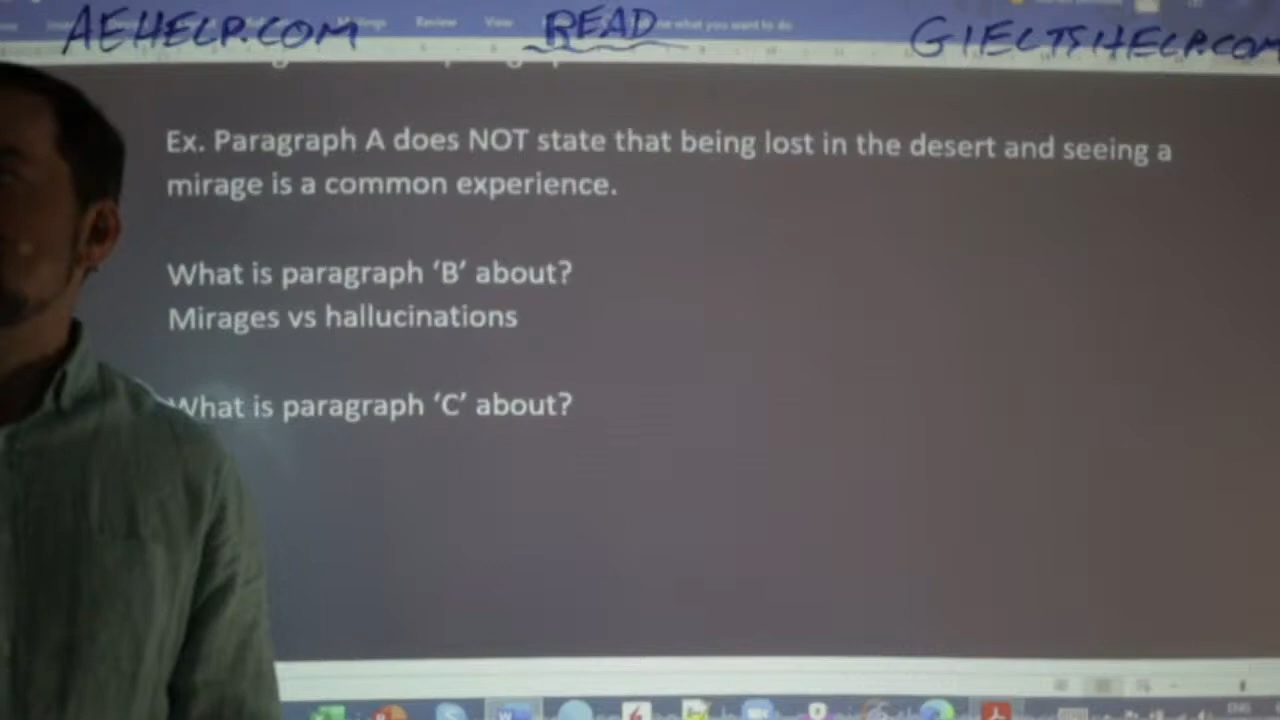 AEHELP.COM READ GIELTSHELP.COM
Review View what you want to do
Ex. Paragraph A does NOT state that being lost in the desert and seeing a
mirage is a common experience.
What is paragraph ‘B’ about?
Mirages vs hallucinations
What is paragraph ‘C’ about?